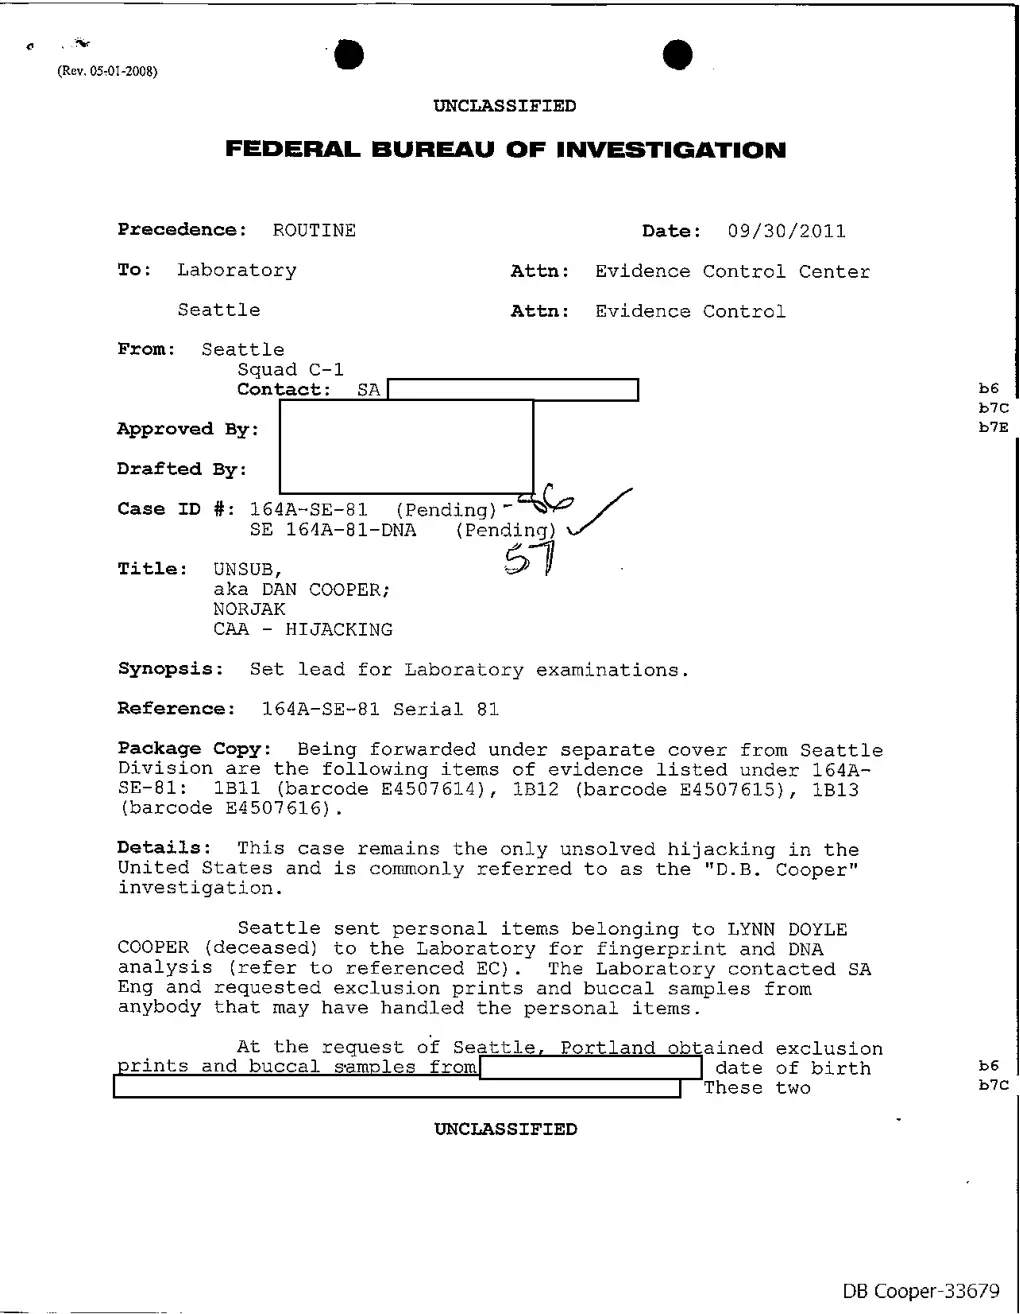 (Rev. 05-01-2008)
UNCLASSIFIED
FEDERAL BUREAU OF INVESTIGATION
Precedence: ROUTINE Date: 09/30/2011
To: Laboratory Attn: Evidence Control Center
Seattle Attn: Evidence Control
From: Seattle
Squad C-1
Contact: SA b6
b7C
Approved By: b7E
Drafted By:
Case ID #: 164A-SE-81 (Pending) - 56
SE 164A-81-DNA (Pending) ✓
57
Title: UNSUB,
aka DAN COOPER;
NORJAK
CAA - HIJACKING
Synopsis: Set lead for Laboratory examinations.
Reference: 164A-SE-81 Serial 81
Package Copy: Being forwarded under separate cover from Seattle
Division are the following items of evidence listed under 164A-
SE-81: 1B11 (barcode E4507614), 1B12 (barcode E4507615), 1B13
(barcode E4507616).
Details: This case remains the only unsolved hijacking in the
United States and is commonly referred to as the "D.B. Cooper"
investigation.
Seattle sent personal items belonging to LYNN DOYLE
COOPER (deceased) to the Laboratory for fingerprint and DNA
analysis (refer to referenced EC). The Laboratory contacted SA
Eng and requested exclusion prints and buccal samples from
anybody that may have handled the personal items.
At the request of Seattle, Portland obtained exclusion
prints and buccal samples from date of birth b6
These two b7C
UNCLASSIFIED
DB Cooper-33679